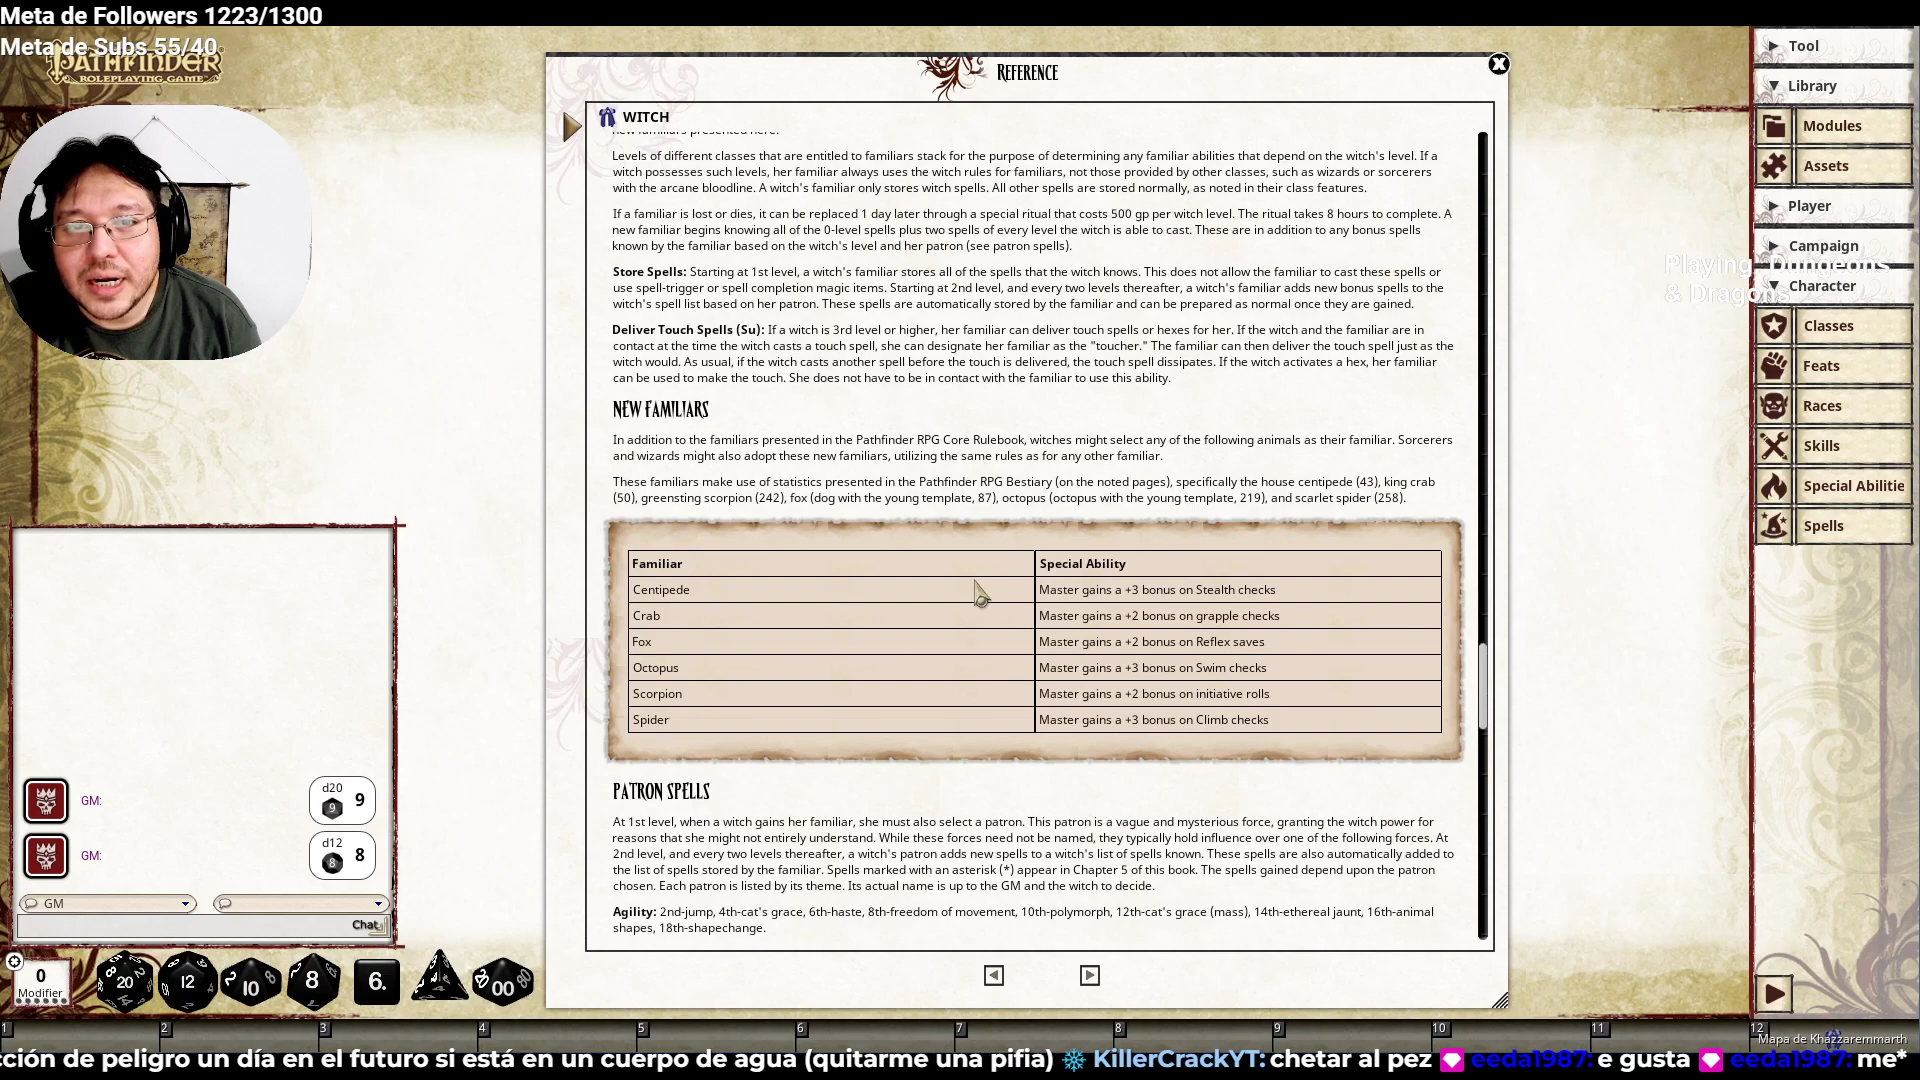 Meta de Followers 1223/1300
Meta de Subs 55/40
PATHFINDER
ROLEPLAYING GAME
REFERENCE
WITCH
new familiars presented here.
Levels of different classes that are entitled to familiars stack for the purpose of determining any familiar abilities that depend on the witch's level. If a
witch possesses such levels, her familiar always uses the witch rules for familiars, not those provided by other classes, such as wizards or sorcerers
with the arcane bloodline. A witch's familiar only stores witch spells. All other spells are stored normally, as noted in their class features.
If a familiar is lost or dies, it can be replaced 1 day later through a special ritual that costs 500 gp per witch level. The ritual takes 8 hours to complete. A
new familiar begins knowing all of the 0-level spells plus two spells of every level the witch is able to cast. These are in addition to any bonus spells
known by the familiar based on the witch's level and her patron (see patron spells).
Store Spells: Starting at 1st level, a witch's familiar stores all of the spells that the witch knows. This does not allow the familiar to cast these spells or
use spell-trigger or spell completion magic items. Starting at 2nd level, and every two levels thereafter, a witch's familiar adds new bonus spells to the
witch's spell list based on her patron. These spells are automatically stored by the familiar and can be prepared as normal once they are gained.
Deliver Touch Spells (Su): If a witch is 3rd level or higher, her familiar can deliver touch spells or hexes for her. If the witch and the familiar are in
contact at the time the witch casts a touch spell, she can designate her familiar as the "toucher." The familiar can then deliver the touch spell just as the
witch would. As usual, if the witch casts another spell before the touch is delivered, the touch spell dissipates. If the witch activates a hex, her familiar
can be used to make the touch. She does not have to be in contact with the familiar to use this ability.
NEW FAMILIARS
In addition to the familiars presented in the Pathfinder RPG Core Rulebook, witches might select any of the following animals as their familiar. Sorcerers
and wizards might also adopt these new familiars, utilizing the same rules as for any other familiar.
These familiars make use of statistics presented in the Pathfinder RPG Bestiary (on the noted pages), specifically the house centipede (43), king crab
(50), greensting scorpion (242), fox (dog with the young template, 87), octopus (octopus with the young template, 219), and scarlet spider (258).
Familiar Special Ability
Centipede Master gains a +3 bonus on Stealth checks
Crab Master gains a +2 bonus on grapple checks
Fox Master gains a +2 bonus on Reflex saves
Octopus Master gains a +3 bonus on Swim checks
Scorpion Master gains a +2 bonus on initiative rolls
Spider Master gains a +3 bonus on Climb checks
PATRON SPELLS
At 1st level, when a witch gains her familiar, she must also select a patron. This patron is a vague and mysterious force, granting the witch power for
reasons that she might not entirely understand. While these forces need not be named, they typically hold influence over one of the following forces. At
2nd level, and every two levels thereafter, a witch's patron adds new spells to a witch's list of spells known. These spells are also automatically added to
the list of spells stored by the familiar. Spells marked with an asterisk (*) appear in Chapter 5 of this book. The spells gained depend upon the patron
chosen. Each patron is listed by its theme. Its actual name is up to the GM and the witch to decide.
Agility: 2nd-jump, 4th-cat's grace, 6th-haste, 8th-freedom of movement, 10th-polymorph, 12th-cat's grace (mass), 14th-ethereal jaunt, 16th-animal
shapes, 18th-shapechange.
Tool
Library
Modules
Assets
Player
Campaign
Playing: Dungeons
& Dragons
Character
Classes
Feats
Races
Skills
Special Abilitie
Spells
GM:
d20
9
9
GM:
d12
8
8
GM
Chat
0
Modifier
20
12
10
8
6.
00
1 2 3 4 5 6 7 8 9 10 11 12
Mapa de Khazzaremmarth
cción de peligro un día en el futuro si está en un cuerpo de agua (quitarme una pifia) KillerCrackYT: chetar al pez eeda1987: e gusta eeda1987: me*